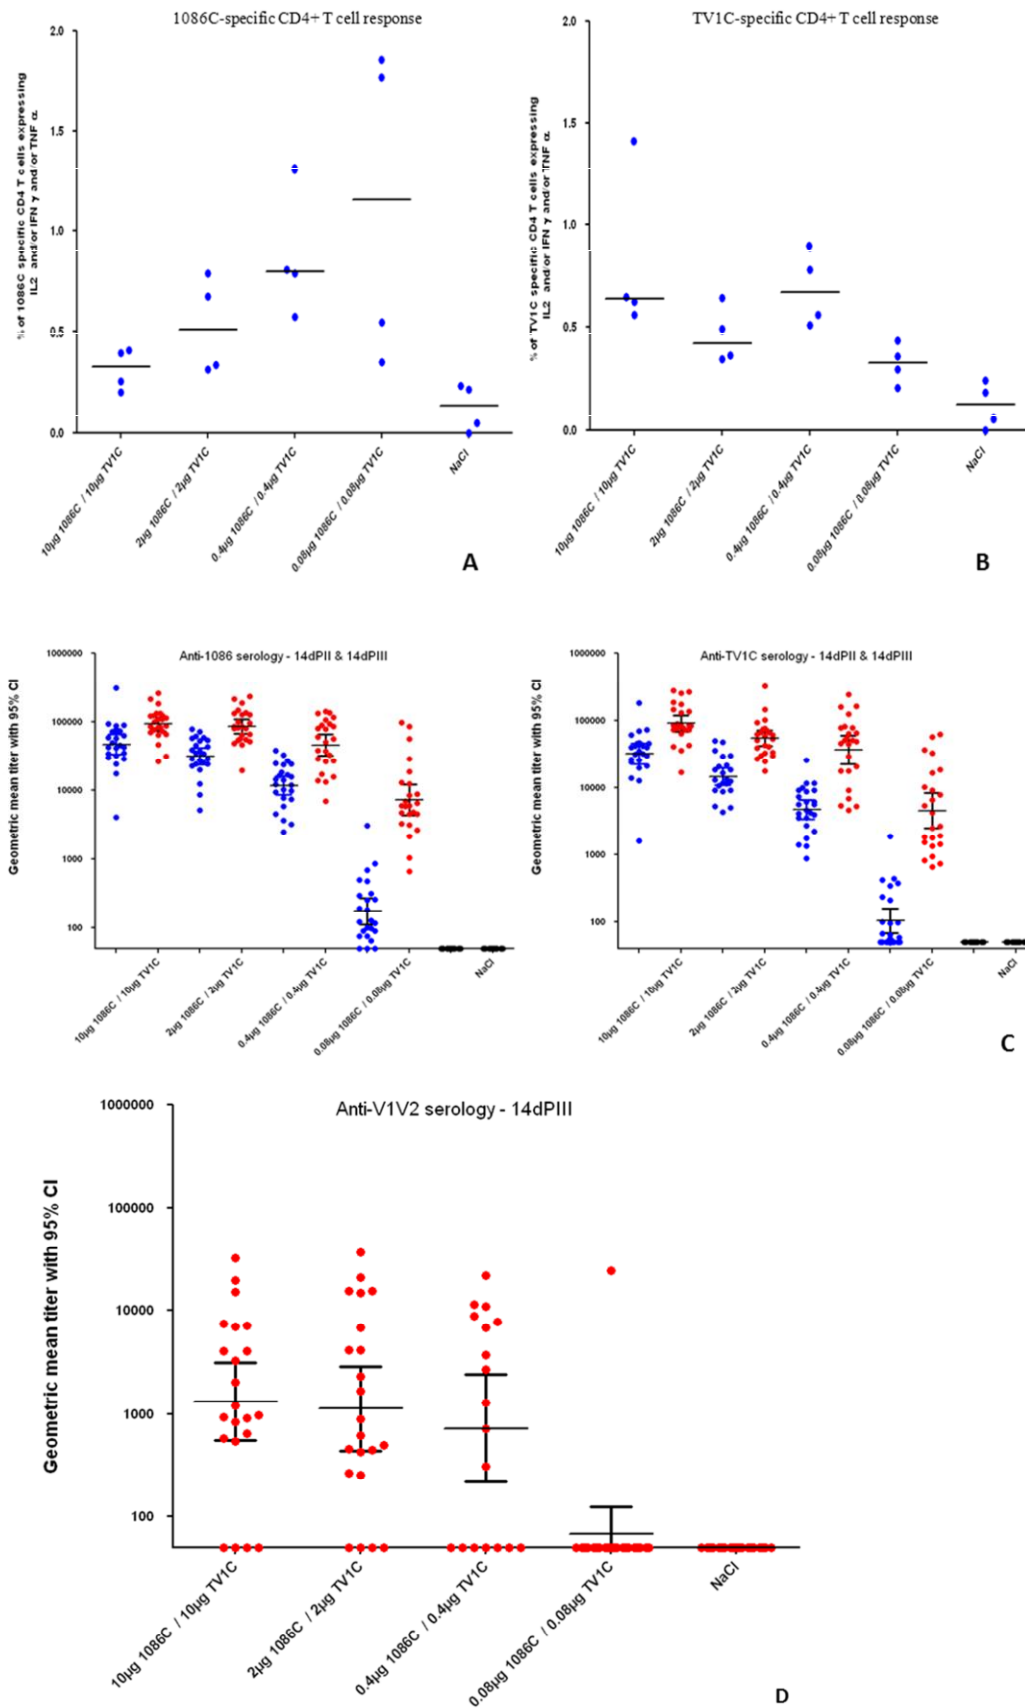 1086C-specific CD4+ T cell response
% of 1086C specific CD4 T cells expressing
IL2 and/or IFN γ and/or TNF α
2.0
1.5
1.0
0.5
0.0
10µg 1086C / 10µg TV1C
2µg 1086C / 2µg TV1C
0.4µg 1086C / 0.4µg TV1C
0.08µg 1086C / 0.08µg TV1C
NaCl
A
TV1C-specific CD4+ T cell response
% of TV1C specific CD4 T cells expressing
IL2 and/or IFN γ and/or TNF α
2.0
1.5
1.0
0.5
0.0
10µg 1086C / 10µg TV1C
2µg 1086C / 2µg TV1C
0.4µg 1086C / 0.4µg TV1C
0.08µg 1086C / 0.08µg TV1C
NaCl
B
Anti-1086 serology - 14dPII & 14dPIII
Geometric mean titer with 95% CI
1000000
100000
10000
1000
100
10µg 1086C / 10µg TV1C
2µg 1086C / 2µg TV1C
0.4µg 1086C / 0.4µg TV1C
0.08µg 1086C / 0.08µg TV1C
NaCl
Anti-TV1C serology - 14dPII & 14dPIII
Geometric mean titer with 95% CI
1000000
100000
10000
1000
100
10µg 1086C / 10µg TV1C
2µg 1086C / 2µg TV1C
0.4µg 1086C / 0.4µg TV1C
0.08µg 1086C / 0.08µg TV1C
NaCl
C
Anti-V1V2 serology - 14dPIII
Geometric mean titer with 95% CI
1000000
100000
10000
1000
100
10µg 1086C / 10µg TV1C
2µg 1086C / 2µg TV1C
0.4µg 1086C / 0.4µg TV1C
0.08µg 1086C / 0.08µg TV1C
NaCl
D